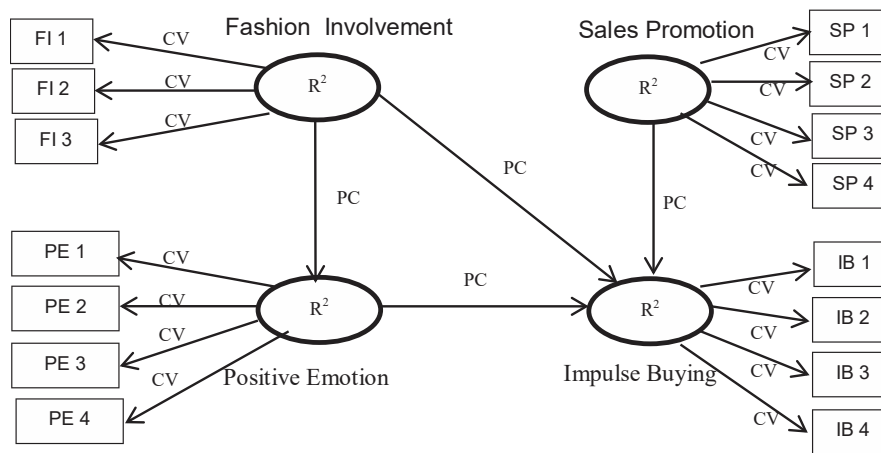 Fashion Involvement
Sales Promotion
FI 1
CV
R²
FI 2
CV
FI 3
CV
SP 1
CV
R²
SP 2
CV
SP 3
CV
SP 4
CV
PC
PC
PC
PE 1
CV
R²
PE 2
CV
PE 3
CV
PE 4
CV
Positive Emotion
PC
IB 1
CV
R²
IB 2
CV
IB 3
CV
IB 4
CV
Impulse Buying